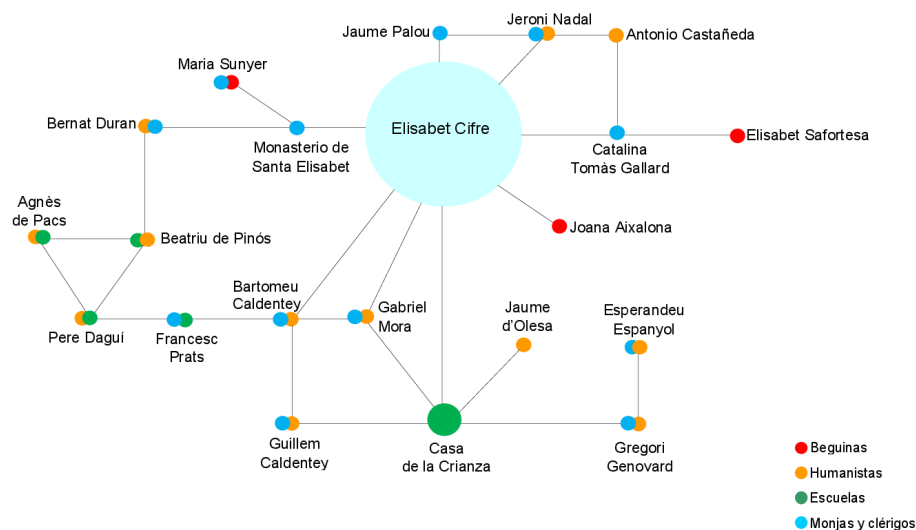 Jeroni Nadal
Jaume Palou
Antonio Castañeda
Maria Sunyer
Bernat Duran
Elisabet Cifre
Elisabet Safortesa
Monasterio de
Santa Elisabet
Catalina
Tomàs Gallard
Agnès
de Pacs
Beatriu de Pinós
Joana Aixalona
Bartomeu
Caldentey
Gabriel
Mora
Jaume
d'Olesa
Esperandeu
Espanyol
Pere Daguí
Francesc
Prats
Guillem
Caldentey
Casa
de la Crianza
Gregori
Genovard
Beguinas
Humanistas
Escuelas
Monjas y clérigos